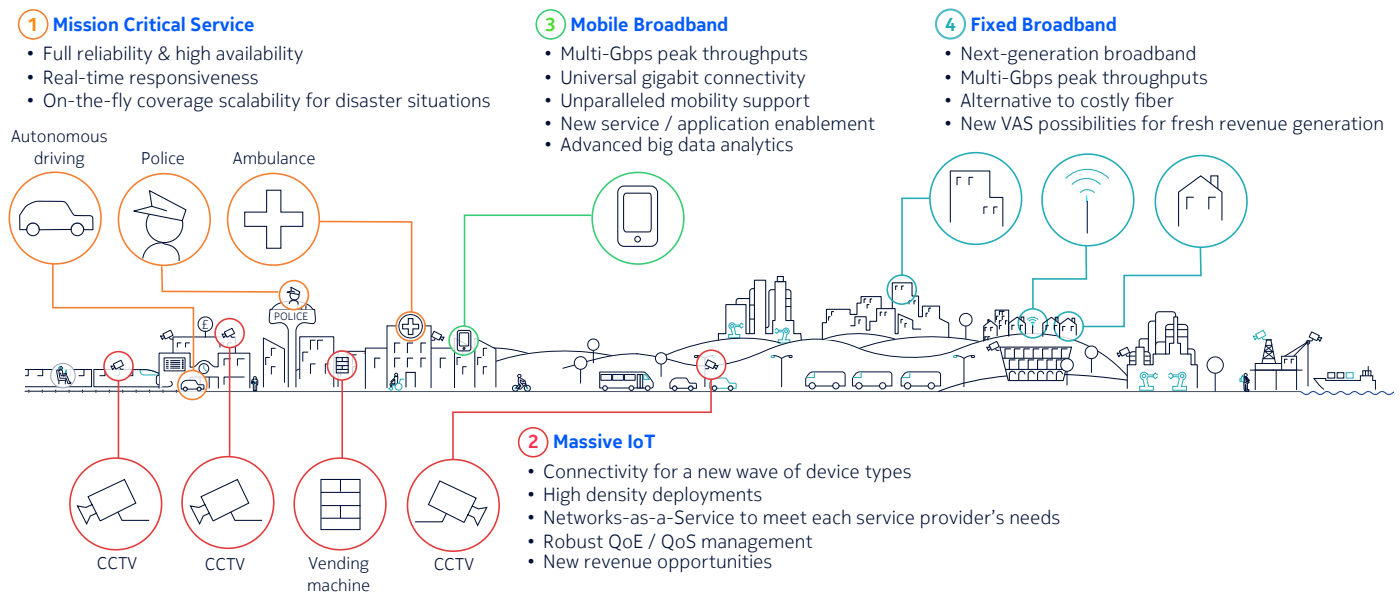 1 Mission Critical Service
• Full reliability & high availability
• Real-time responsiveness
• On-the-fly coverage scalability for disaster situations
Autonomous
driving
Police
Ambulance
3 Mobile Broadband
• Multi-Gbps peak throughputs
• Universal gigabit connectivity
• Unparalleled mobility support
• New service / application enablement
• Advanced big data analytics
4 Fixed Broadband
• Next-generation broadband
• Multi-Gbps peak throughputs
• Alternative to costly fiber
• New VAS possibilities for fresh revenue generation
POLICE
£
2 Massive IoT
• Connectivity for a new wave of device types
• High density deployments
• Networks-as-a-Service to meet each service provider's needs
• Robust QoE / QoS management
• New revenue opportunities
CCTV
CCTV
Vending
machine
CCTV